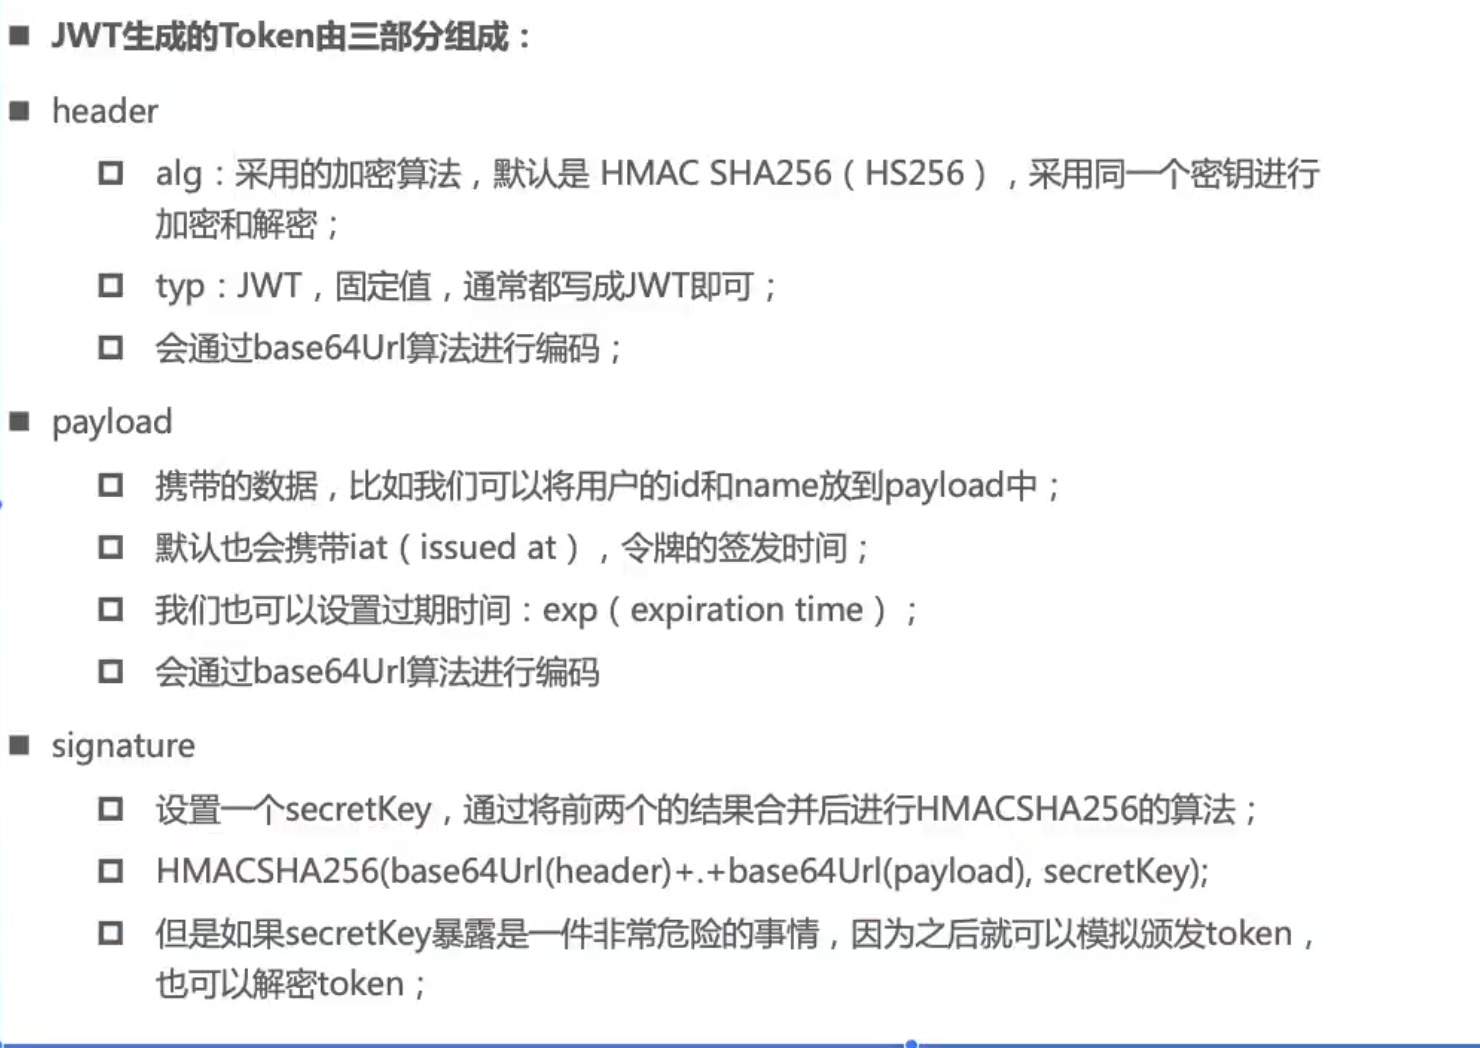 JWT生成的Token由三部分组成：
header
alg：采用的加密算法，默认是 HMAC SHA256（HS256），采用同一个密钥进行
加密和解密；
typ：JWT，固定值，通常都写成JWT即可；
会通过base64Url算法进行编码；
payload
携带的数据，比如我们可以将用户的id和name放到payload中；
默认也会携带iat（issued at），令牌的签发时间；
我们也可以设置过期时间：exp（expiration time）；
会通过base64Url算法进行编码
signature
设置一个secretKey，通过将前两个的结果合并后进行HMACSHA256的算法；
HMACSHA256(base64Url(header)+.+base64Url(payload), secretKey);
但是如果secretKey暴露是一件非常危险的事情，因为之后就可以模拟颁发token，
也可以解密token；